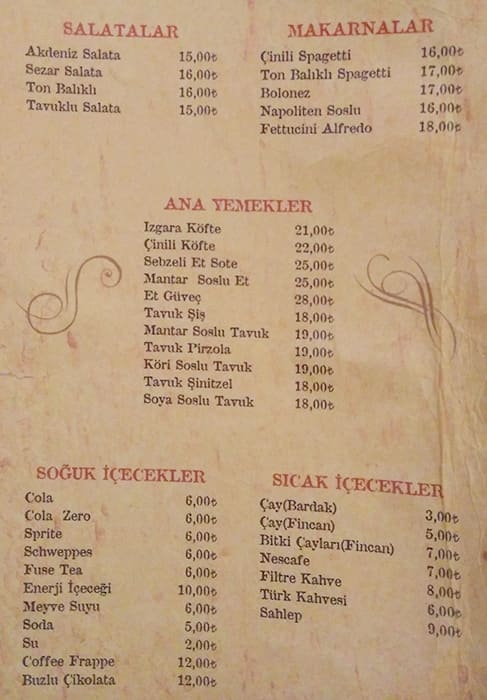 SALATALAR
Akdeniz Salata 15,00₺
Sezar Salata 16,00₺
Ton Balıklı 16,00₺
Tavuklu Salata 15,00₺
MAKARNALAR
Çinili Spagetti 16,00₺
Ton Balıklı Spagetti 17,00₺
Bolonez 17,00₺
Napoliten Soslu 16,00₺
Fettucini Alfredo 18,00₺
ANA YEMEKLER
Izgara Köfte 21,00₺
Çinili Köfte 22,00₺
Sebzeli Et Sote 25,00₺
Mantar Soslu Et 25,00₺
Et Güveç 28,00₺
Tavuk Şiş 18,00₺
Mantar Soslu Tavuk 19,00₺
Tavuk Pirzola 19,00₺
Köri Soslu Tavuk 19,00₺
Tavuk Şinitzel 18,00₺
Soya Soslu Tavuk 18,00₺
SOĞUK İÇECEKLER
Cola 6,00₺
Cola Zero 6,00₺
Sprite 6,00₺
Schweppes 6,00₺
Fuse Tea 6,00₺
Enerji İçeceği 10,00₺
Meyve Suyu 6,00₺
Soda 5,00₺
Su 2,00₺
Coffee Frappe 12,00₺
Buzlu Çikolata 12,00₺
SICAK İÇECEKLER
Çay(Bardak) 3,00₺
Çay(Fincan) 5,00₺
Bitki Çayları(Fincan) 7,00₺
Nescafe 7,00₺
Filtre Kahve 8,00₺
Türk Kahvesi 6,00₺
Sahlep 9,00₺